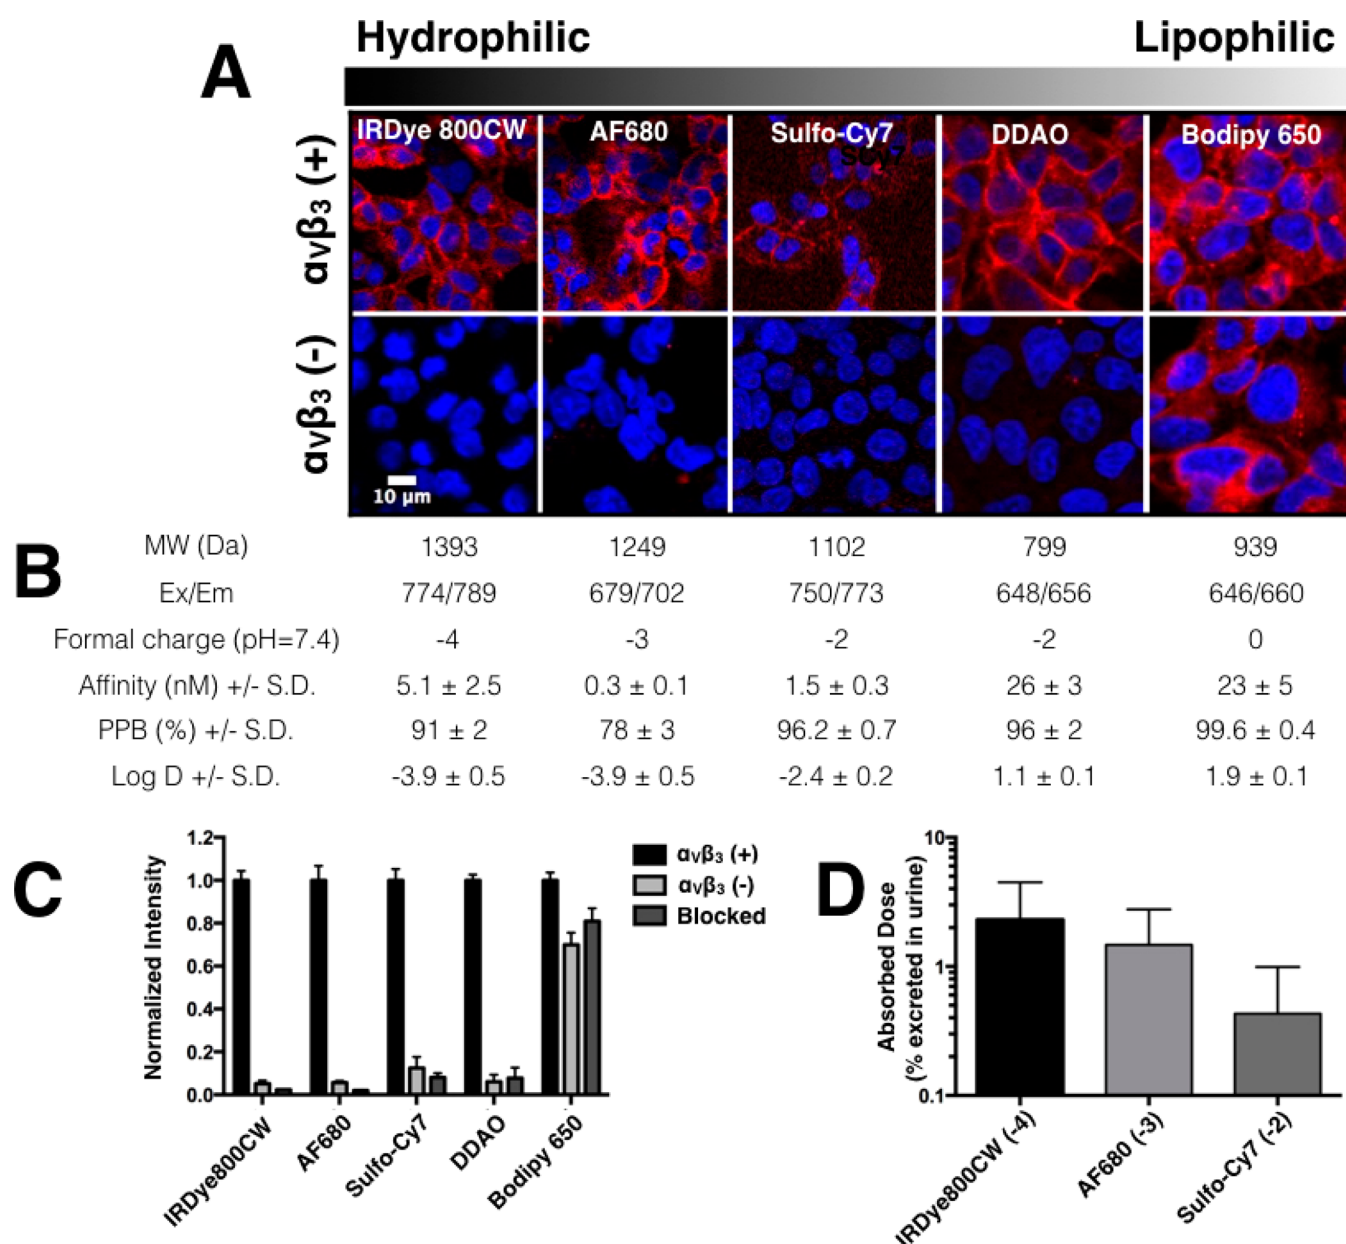 A
Hydrophilic Lipophilic
IRDye 800CW AF680 Sulfo-Cy7 DDAO Bodipy 650
SCy7
αvβ3 (+)
αvβ3 (-)
10 µm
B
MW (Da) 1393 1249 1102 799 939
Ex/Em 774/789 679/702 750/773 648/656 646/660
Formal charge (pH=7.4) -4 -3 -2 -2 0
Affinity (nM) +/- S.D. 5.1 ± 2.5 0.3 ± 0.1 1.5 ± 0.3 26 ± 3 23 ± 5
PPB (%) +/- S.D. 91 ± 2 78 ± 3 96.2 ± 0.7 96 ± 2 99.6 ± 0.4
Log D +/- S.D. -3.9 ± 0.5 -3.9 ± 0.5 -2.4 ± 0.2 1.1 ± 0.1 1.9 ± 0.1
C
Normalized Intensity
1.2
1.0
0.8
0.6
0.4
0.2
0.0
IRDye800CW
AF680
Sulfo-Cy7
DDAO
Bodipy 650
αvβ3 (+)
αvβ3 (-)
Blocked
D
Absorbed Dose
(% excreted in urine)
10
1
0.1
IRDye800CW (-4)
AF680 (-3)
Sulfo-Cy7 (-2)